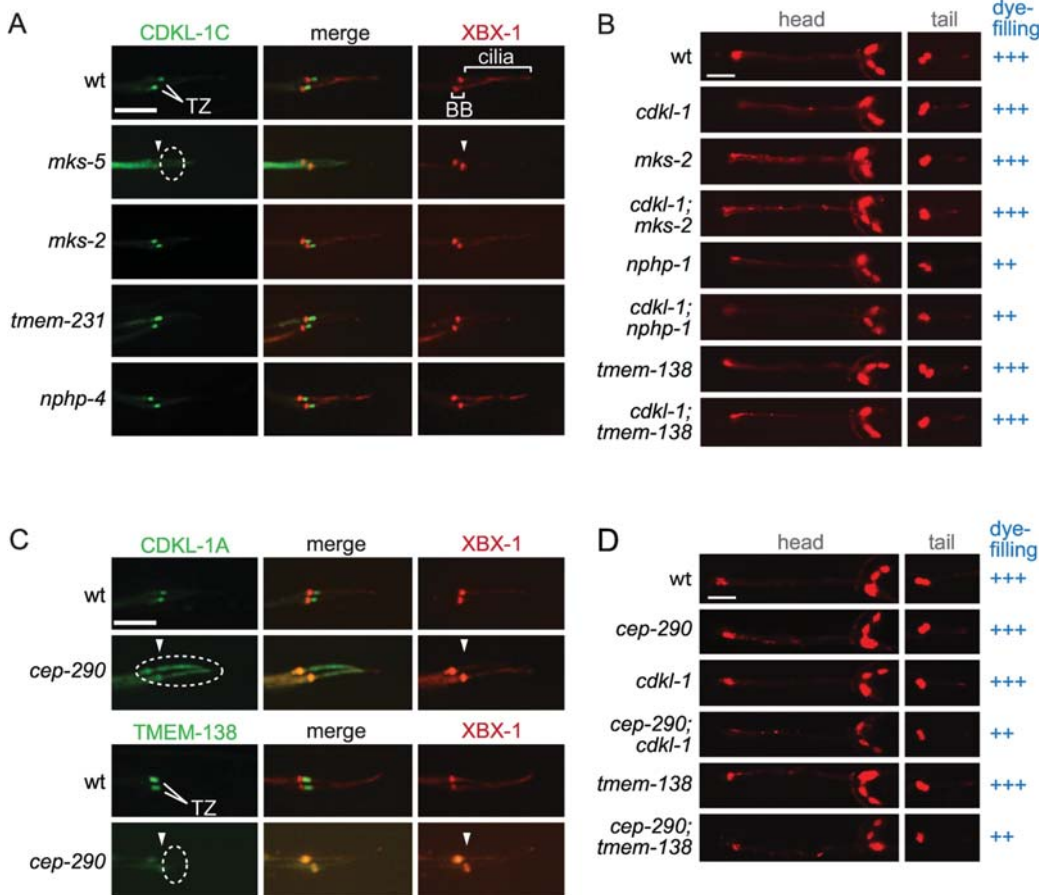 A
CDKL-1C merge XBX-1
wt
TZ
cilia
BB
mks-5
mks-2
tmem-231
nphp-4
B
head tail dye-
filling
wt +++
cdkl-1 +++
mks-2 +++
cdkl-1;
mks-2 +++
nphp-1 ++
cdkl-1;
nphp-1 ++
tmem-138 +++
cdkl-1;
tmem-138 +++
C
CDKL-1A merge XBX-1
wt
cep-290
TMEM-138 merge XBX-1
wt
TZ
cep-290
D
head tail dye-
filling
wt +++
cep-290 +++
cdkl-1 +++
cep-290;
cdkl-1 ++
tmem-138 +++
cep-290;
tmem-138 ++